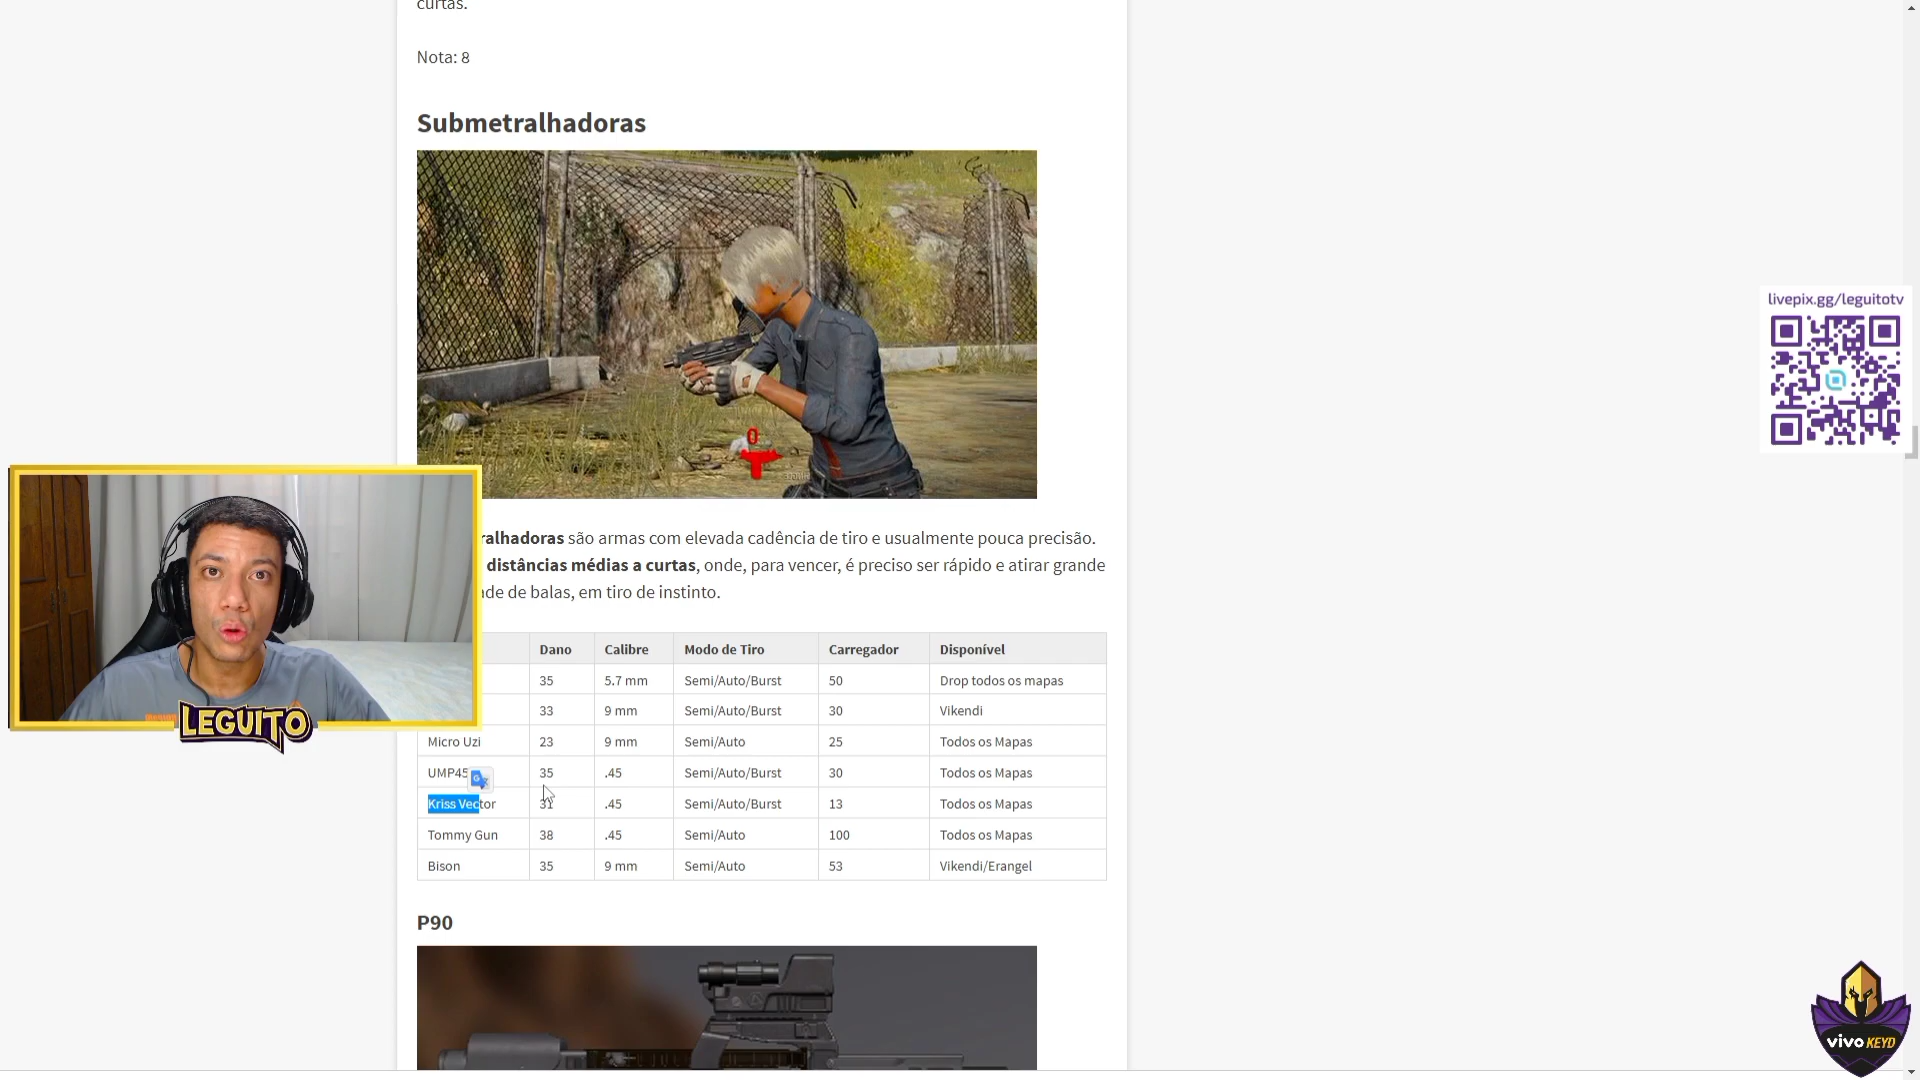 curtas.
Nota: 8
Submetralhadoras
livepix.gg/leguitotv
ralhadoras são armas com elevada cadência de tiro e usualmente pouca precisão.
distâncias médias a curtas, onde, para vencer, é preciso ser rápido e atirar grande
de de balas, em tiro de instinto.
Dano Calibre Modo de Tiro Carregador Disponível
35 5.7 mm Semi/Auto/Burst 50 Drop todos os mapas
33 9 mm Semi/Auto/Burst 30 Vikendi
Micro Uzi 23 9 mm Semi/Auto 25 Todos os Mapas
UMP45 35 .45 Semi/Auto/Burst 30 Todos os Mapas
Kriss Vector 31 .45 Semi/Auto/Burst 13 Todos os Mapas
Tommy Gun 38 .45 Semi/Auto 100 Todos os Mapas
Bison 35 9 mm Semi/Auto 53 Vikendi/Erangel
LEGUITO
P90
vivo KEYD